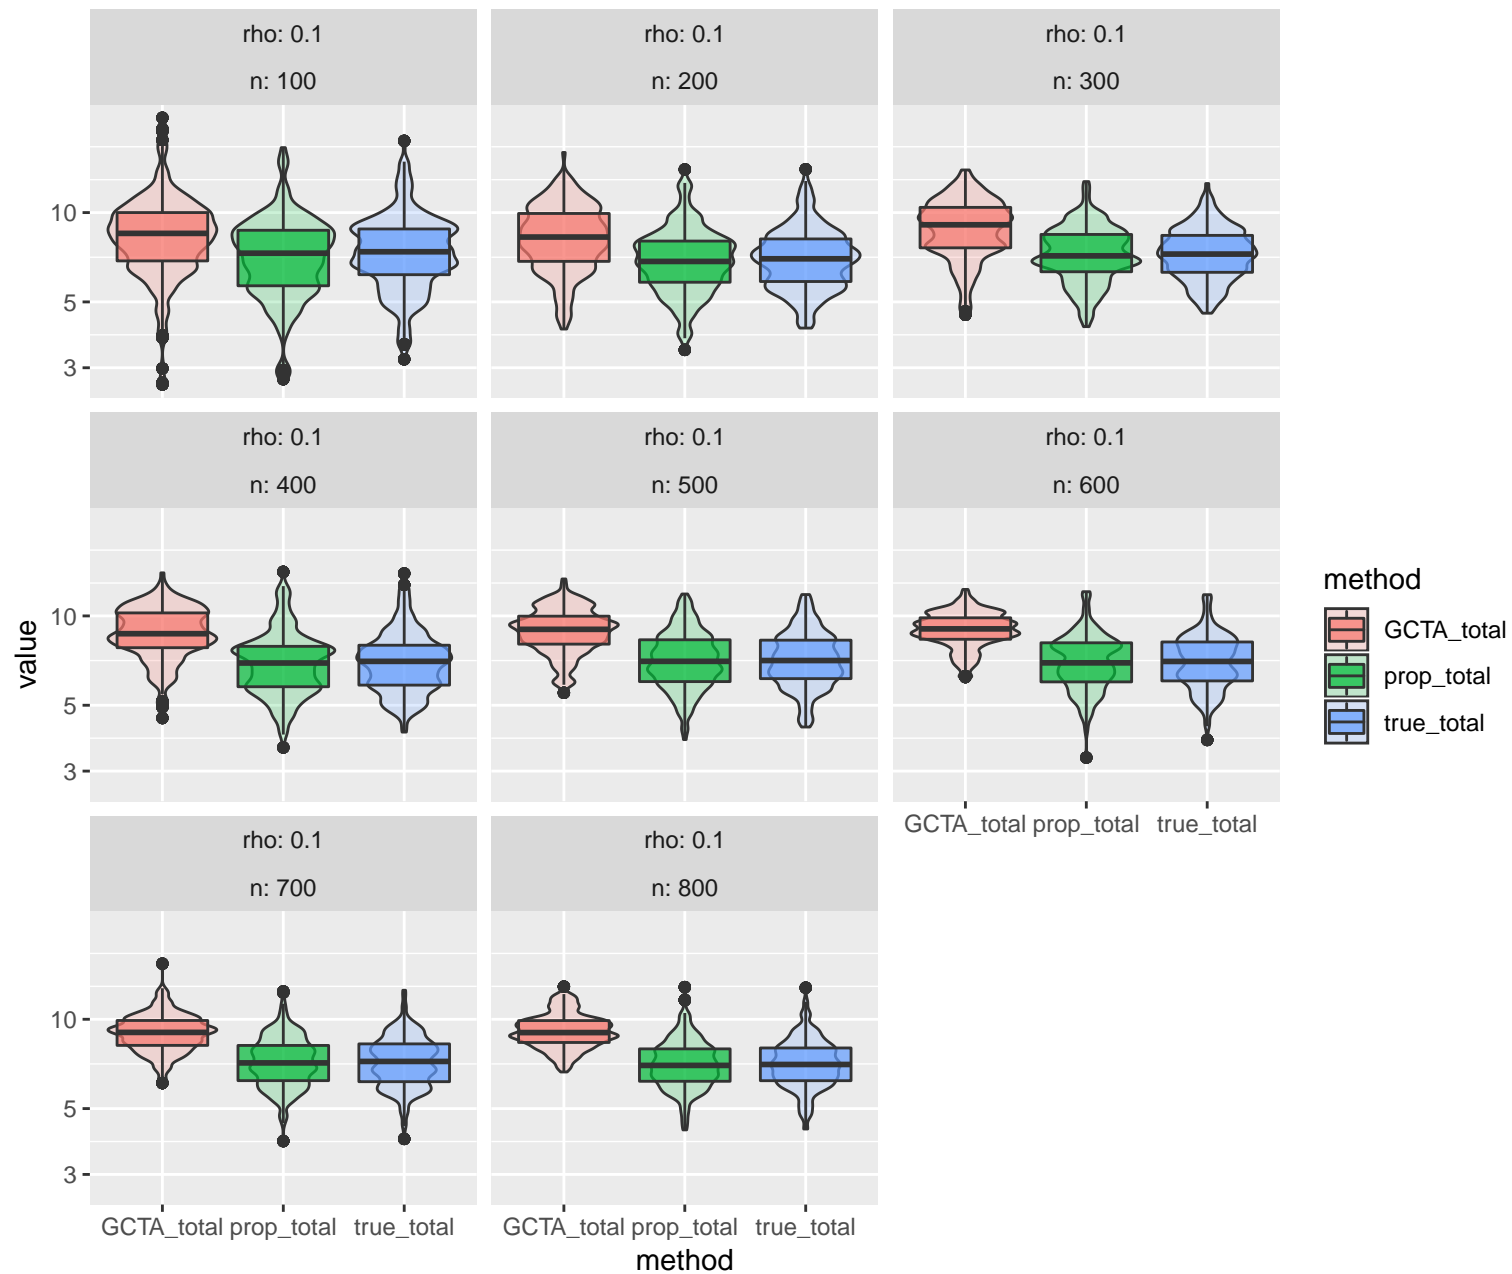 rho: 0.1
rho: 0.1
rho: 0.1
n: 100
n: 200
n: 300
10
5
3
rho: 0.1
rho: 0.1
rho: 0.1
n: 400
n: 500
n: 600
10
5
3
GCTA_total prop_total true_total
rho: 0.1
rho: 0.1
n: 700
n: 800
10
5
3
GCTA_total prop_total true_total
GCTA_total prop_total true_total
method
value
method
GCTA_total
prop_total
true_total